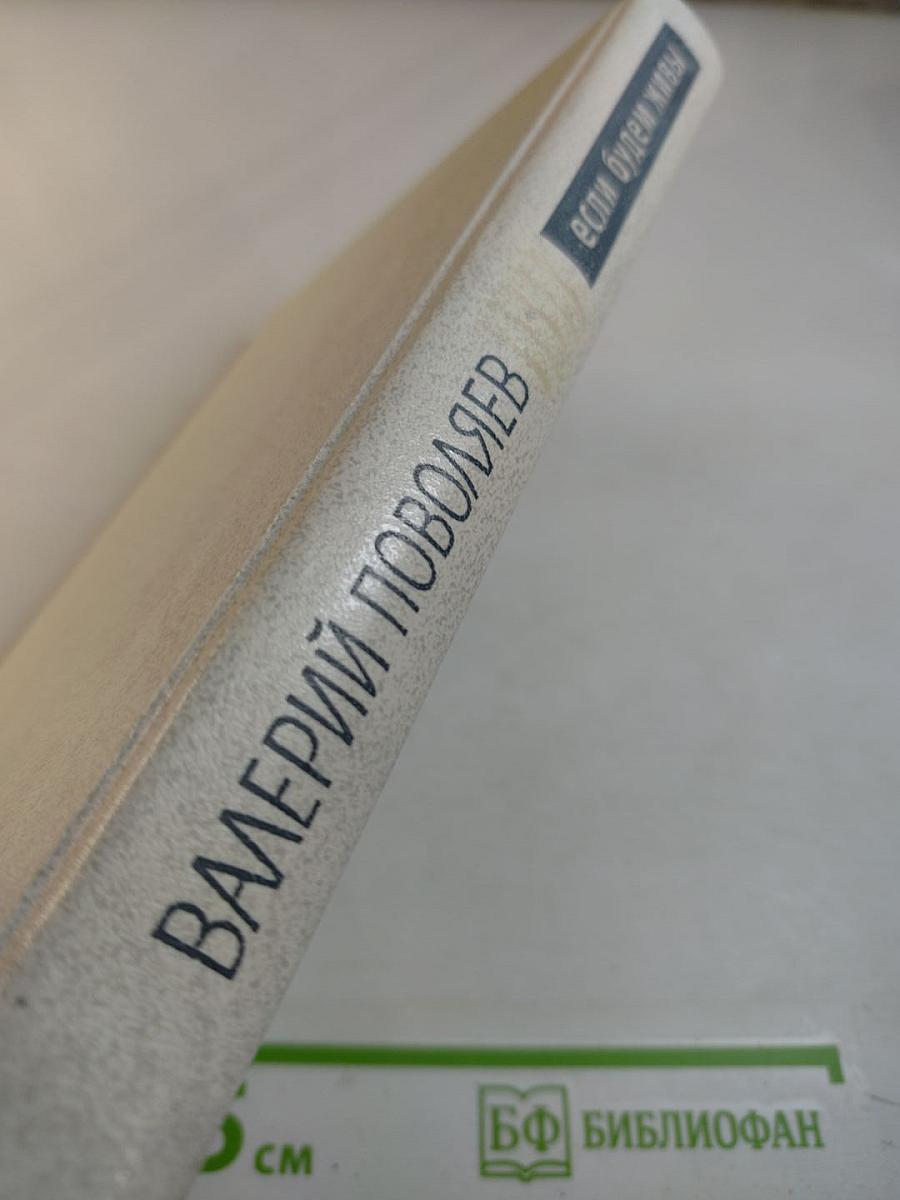 если будем живы
ВАЛЕРИЙ ПОВОЛЯЕВ
см
БФ БИБЛИОФАН